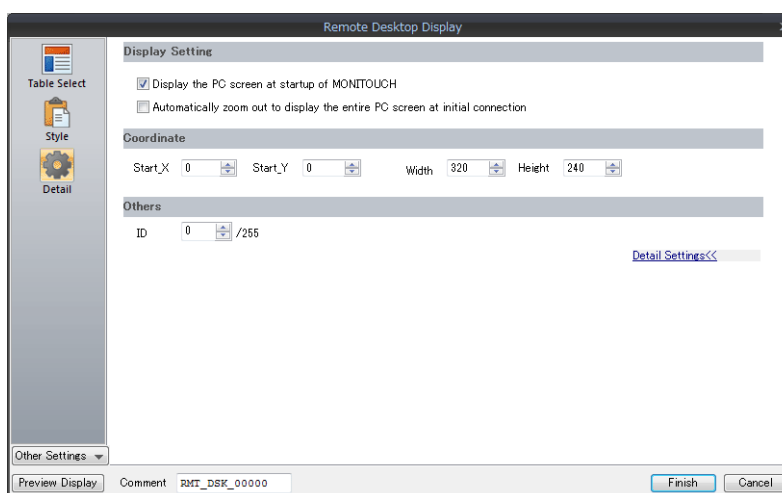 Remote Desktop Display
Table Select
Style
Detail
Display Setting
Display the PC screen at startup of MONITOUCH
Automatically zoom out to display the entire PC screen at initial connection
Coordinate
Start_X 0 Start_Y 0 Width 320 Height 240
Others
ID 0 /255
Detail Settings<<
Other Settings
Preview Display Comment RMT_DSK_00000 Finish Cancel